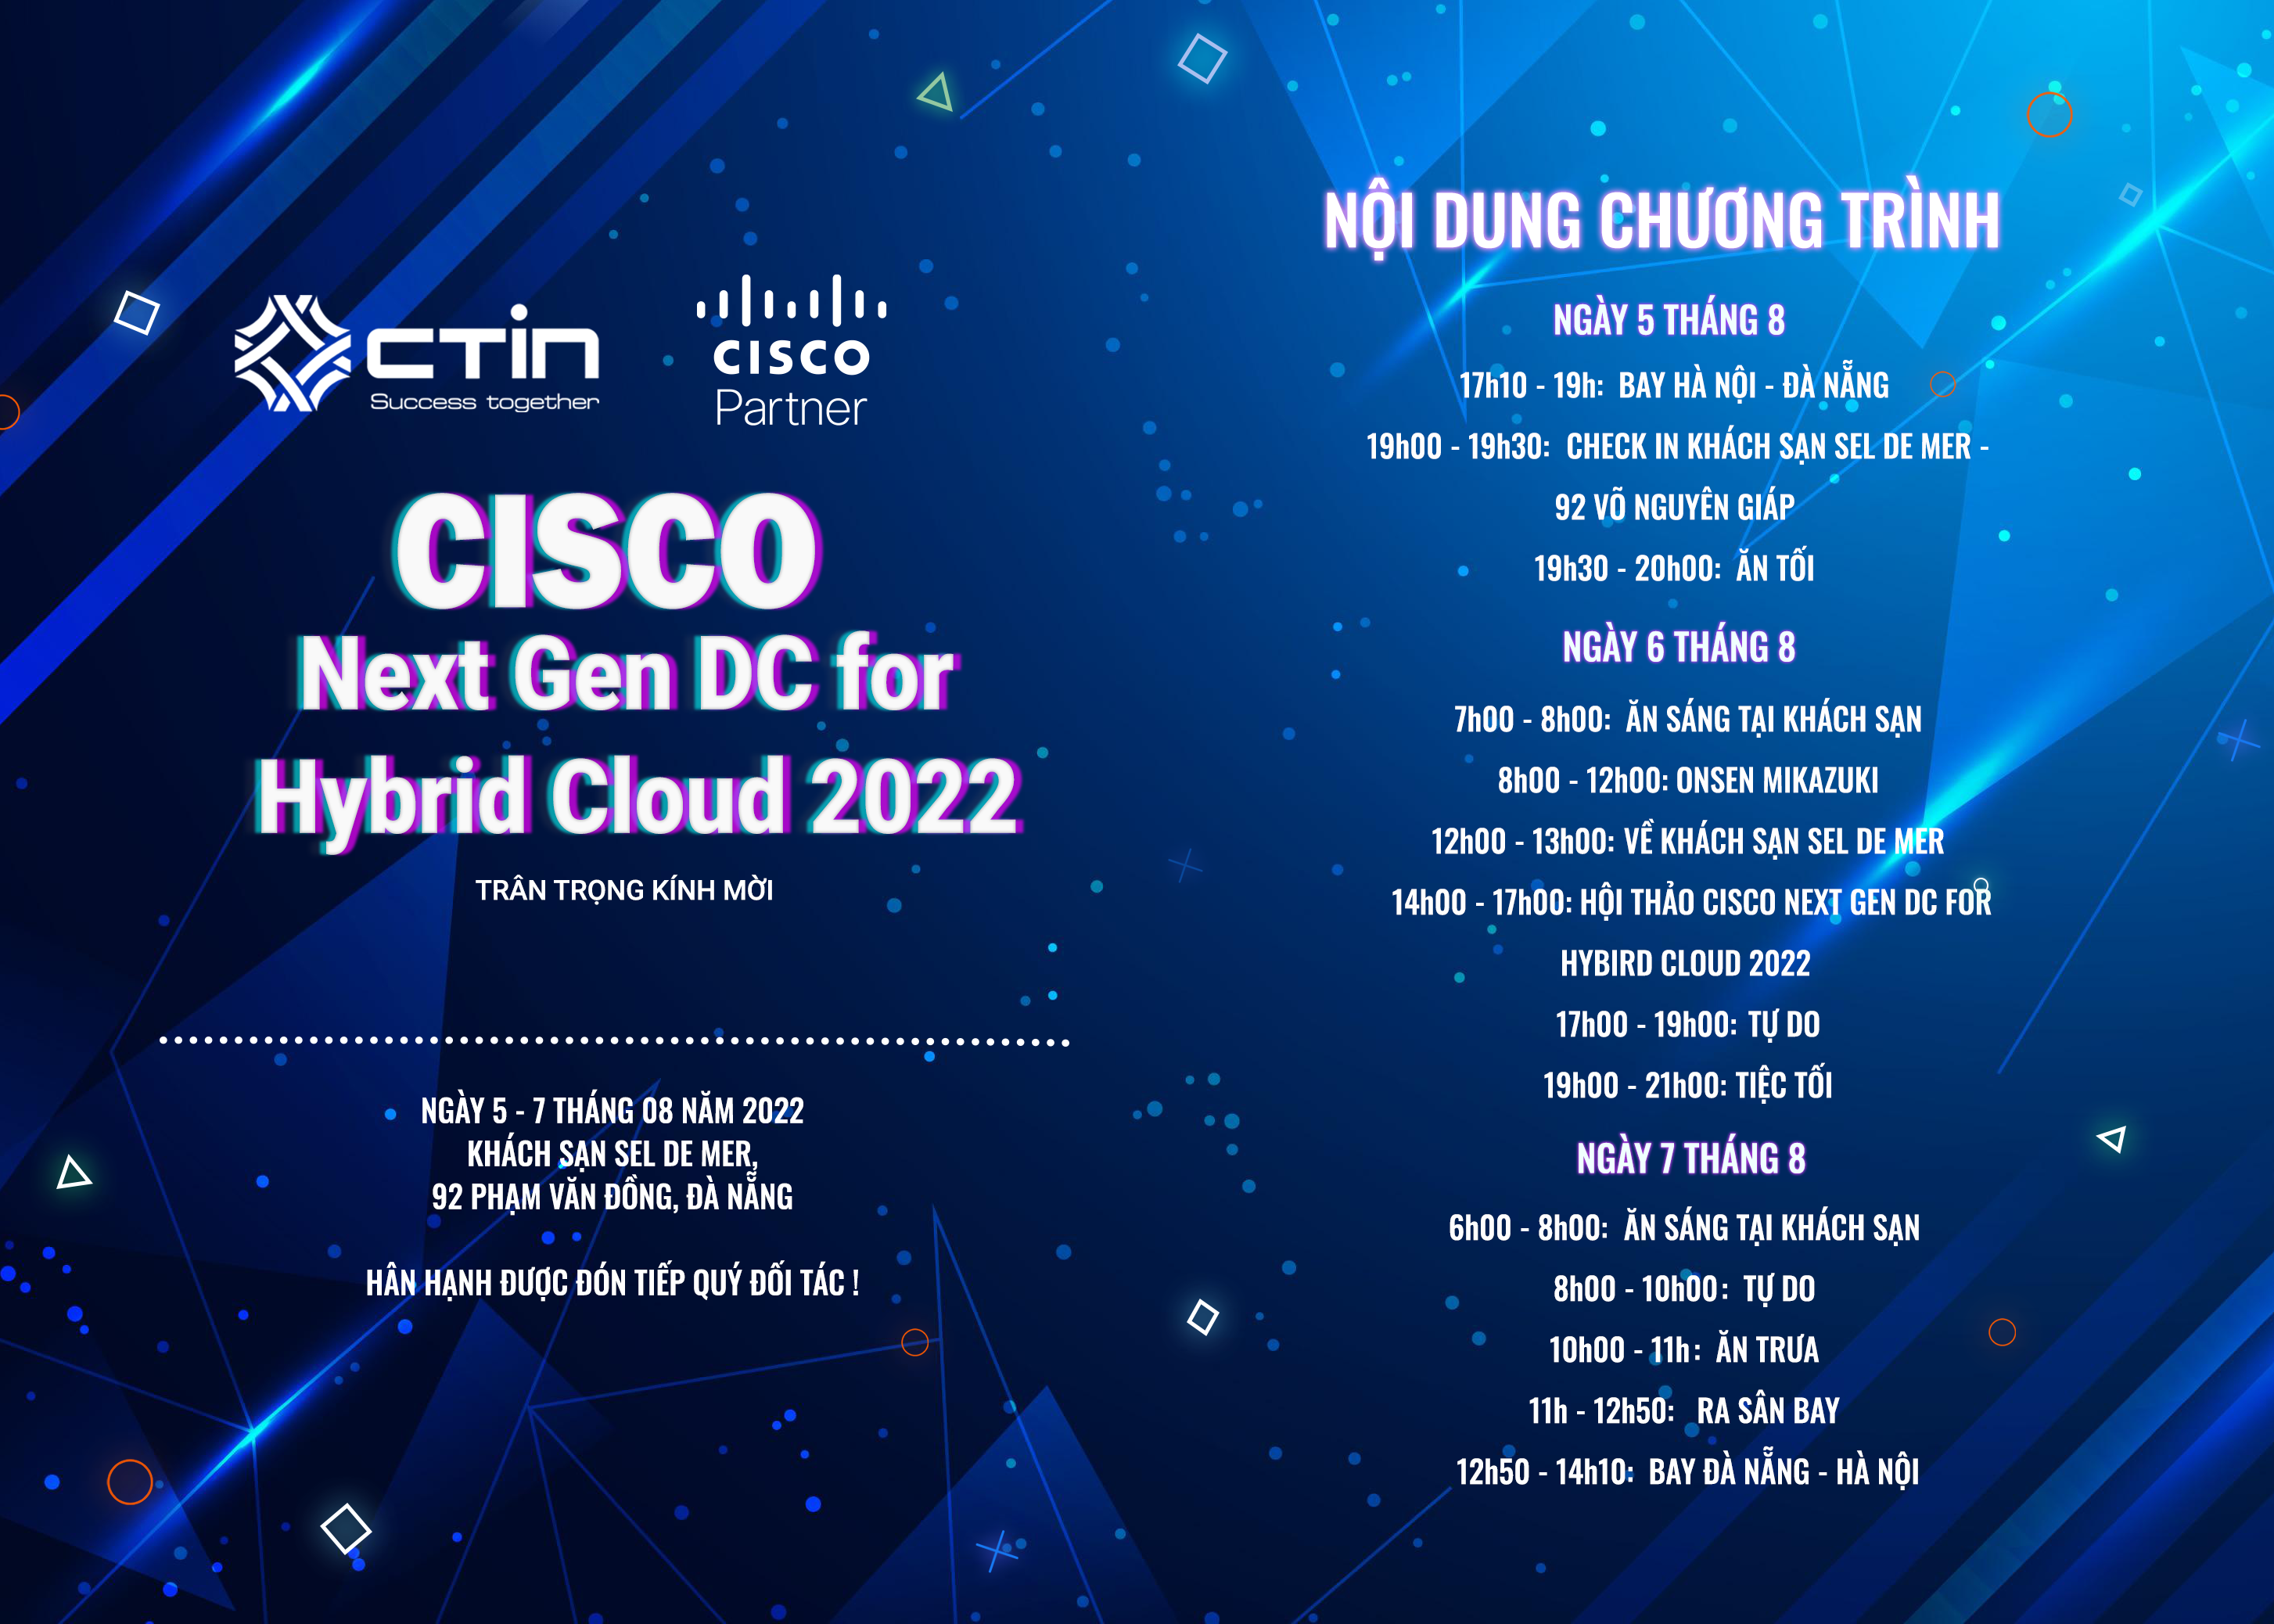 CTIN
Success together
CISCO
Partner
CISCO
Next Gen DC for
Hybrid Cloud 2022
TRÂN TRỌNG KÍNH MỜI
NGÀY 5 - 7 THÁNG 08 NĂM 2022
KHÁCH SẠN SEL DE MER,
92 PHẠM VĂN ĐỒNG, ĐÀ NẴNG
HÂN HẠNH ĐƯỢC ĐÓN TIẾP QUÝ ĐỐI TÁC !
NỘI DUNG CHƯƠNG TRÌNH
NGÀY 5 THÁNG 8
17h10 - 19h: BAY HÀ NỘI - ĐÀ NẴNG
19h00 - 19h30: CHECK IN KHÁCH SẠN SEL DE MER -
92 VÕ NGUYÊN GIÁP
19h30 - 20h00: ĂN TỐI
NGÀY 6 THÁNG 8
7h00 - 8h00: ĂN SÁNG TẠI KHÁCH SẠN
8h00 - 12h00: ONSEN MIKAZUKI
12h00 - 13h00: VỀ KHÁCH SẠN SEL DE MER
14h00 - 17h00: HỘI THẢO CISCO NEXT GEN DC FOR
HYBIRD CLOUD 2022
17h00 - 19h00: TỰ DO
19h00 - 21h00: TIỆC TỐI
NGÀY 7 THÁNG 8
6h00 - 8h00: ĂN SÁNG TẠI KHÁCH SẠN
8h00 - 10h00: TỰ DO
10h00 - 11h: ĂN TRƯA
11h - 12h50: RA SÂN BAY
12h50 - 14h10: BAY ĐÀ NẴNG - HÀ NỘI